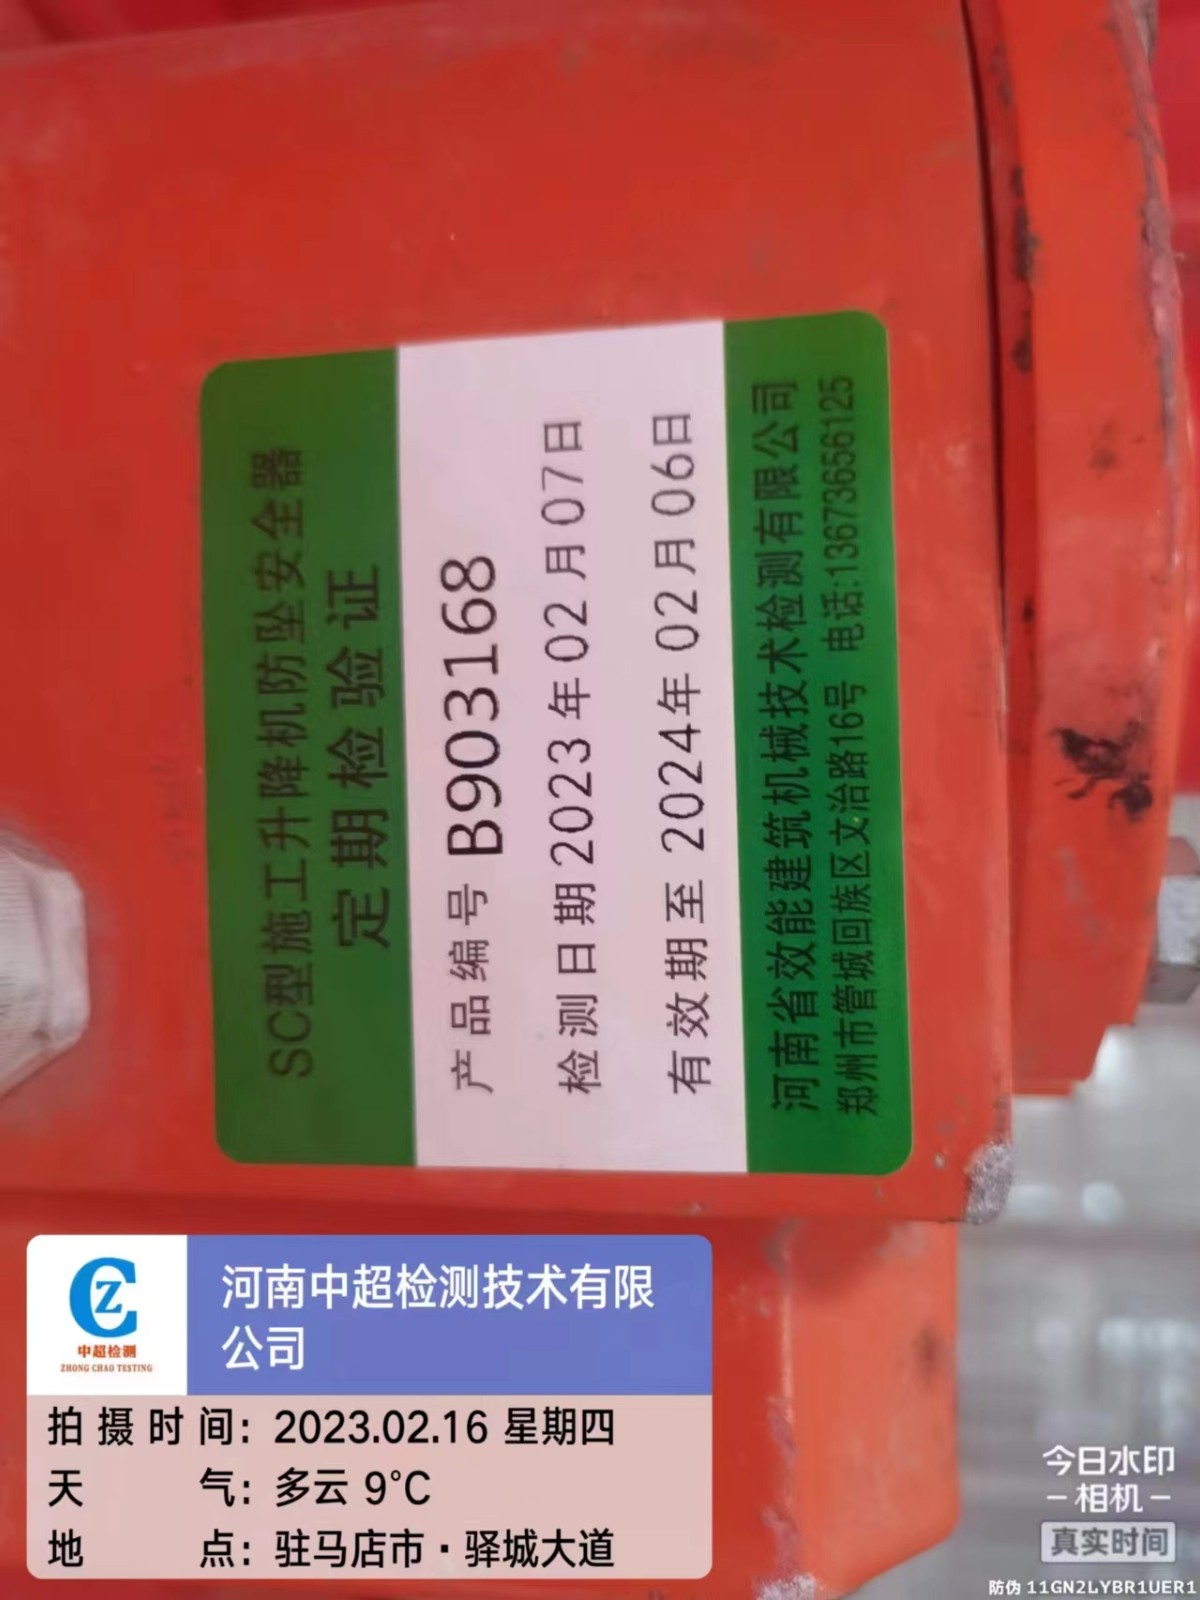 SC型施工升降机防坠安全器
定期检验证
产品编号 B903168
检测日期 2023年02月07日
有效期至 2024年02月06日
河南省效能建筑机械技术检测有限公司
郑州市管城回族区文治路16号 电话:13673656125
CZ
中超检测
ZHONG CHAO TESTING
河南中超检测技术有限
公司
拍摄时间: 2023.02.16 星期四
天气: 多云 9°C
地点: 驻马店市·驿城大道
今日水印
-相机-
真实时间
防伪 11GN2LYBR1UER1